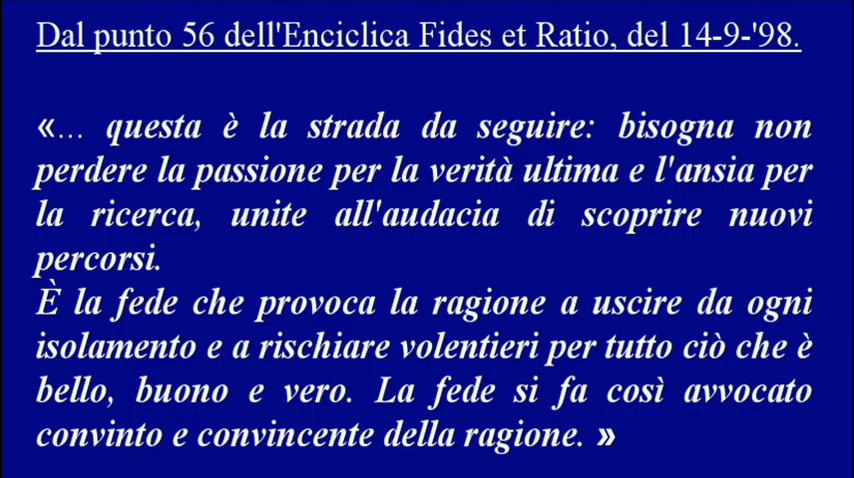 Dal punto 56 dell'Enciclica Fides et Ratio, del 14-9-'98.
«... questa è la strada da seguire: bisogna non
perdere la passione per la verità ultima e l'ansia per
la ricerca, unite all'audacia di scoprire nuovi
percorsi.
È la fede che provoca la ragione a uscire da ogni
isolamento e a rischiare volentieri per tutto ciò che è
bello, buono e vero. La fede si fa così avvocato
convinto e convincente della ragione. »